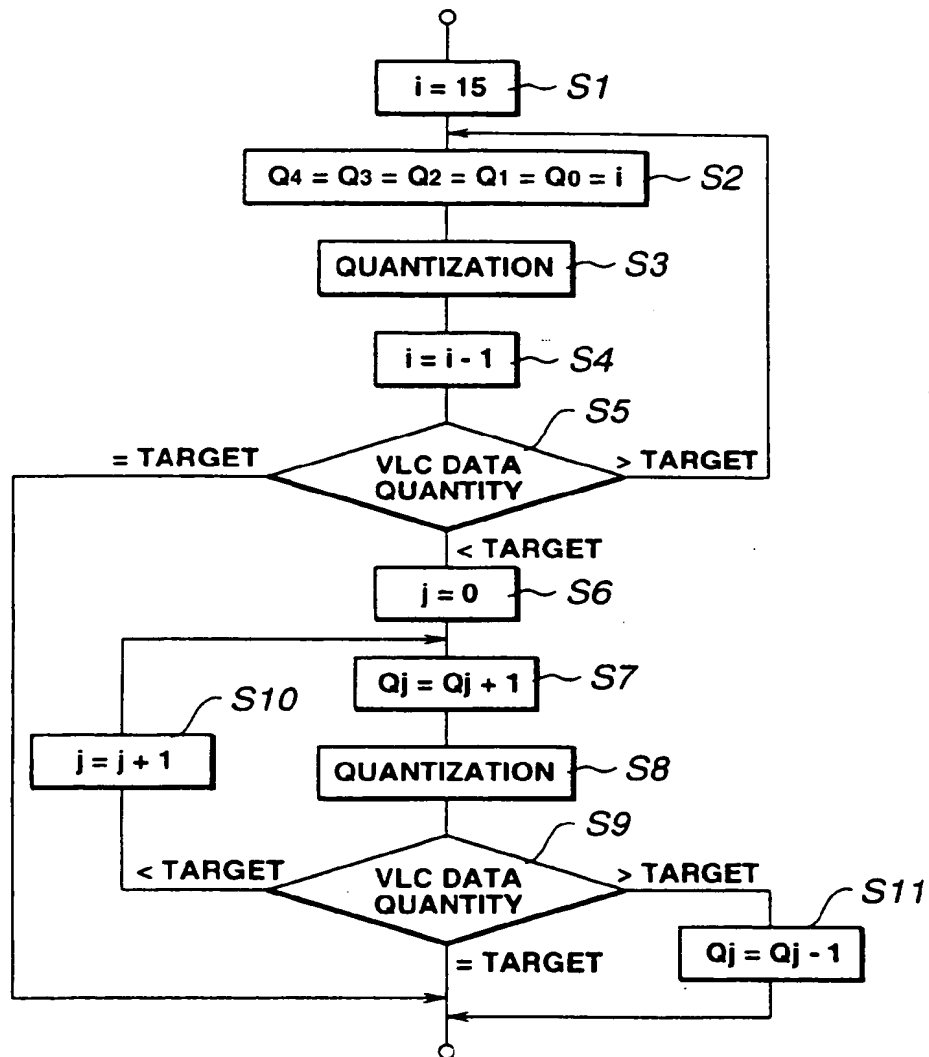 i = 15
S1
Q4 = Q3 = Q2 = Q1 = Q0 = i
S2
QUANTIZATION
S3
i = i - 1
S4
S5
= TARGET
VLC DATA
QUANTITY
> TARGET
< TARGET
j = 0
S6
Qj = Qj + 1
S7
S10
j = j + 1
QUANTIZATION
S8
S9
< TARGET
VLC DATA
QUANTITY
> TARGET
S11
Qj = Qj - 1
= TARGET